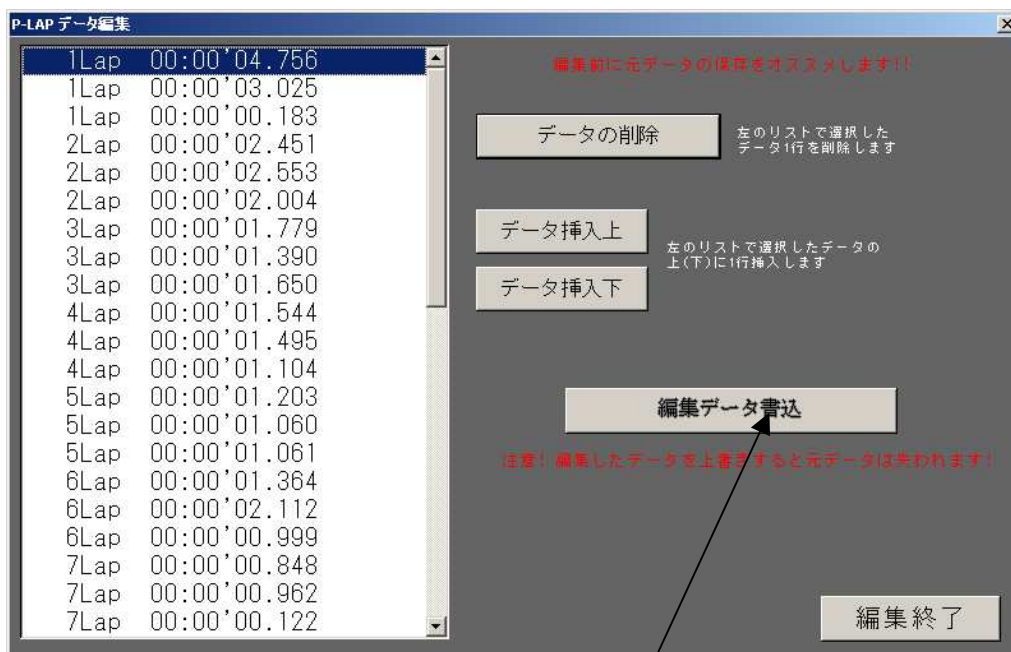 P-LAP データ編集
1Lap 00:00'04.756
1Lap 00:00'03.025
1Lap 00:00'00.183
2Lap 00:00'02.451
2Lap 00:00'02.553
2Lap 00:00'02.004
3Lap 00:00'01.779
3Lap 00:00'01.390
3Lap 00:00'01.650
4Lap 00:00'01.544
4Lap 00:00'01.495
4Lap 00:00'01.104
5Lap 00:00'01.203
5Lap 00:00'01.060
5Lap 00:00'01.061
6Lap 00:00'01.364
6Lap 00:00'02.112
6Lap 00:00'00.999
7Lap 00:00'00.848
7Lap 00:00'00.962
7Lap 00:00'00.122
編集前に元データの保存をオススメします!!
データの削除
左のリストで選択した
データ1行を削除します
データ挿入上
データ挿入下
左のリストで選択したデータの
上(下)に1行挿入します
編集データ書込
注意! 編集したデータを上書きすると元データは失われます!
編集終了